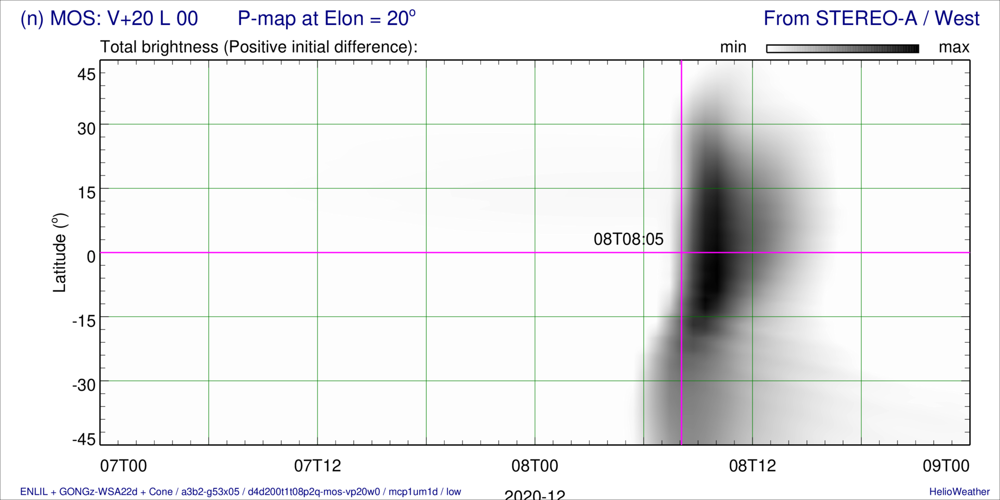 (n) MOS: V+20 L 00 P-map at Elon = 20° From STEREO-A / West
Total brightness (Positive initial difference): min max
45
30
15
08T08:05
0
-15
-30
-45
Latitude (°)
07T00 07T12 08T00 08T12 09T00
ENLIL + GONGz-WSA22d + Cone / a3b2-g53x05 / d4d200t1t08p2q-mos-vp20w0 / mcp1um1d / low 2020-12 HelioWeather